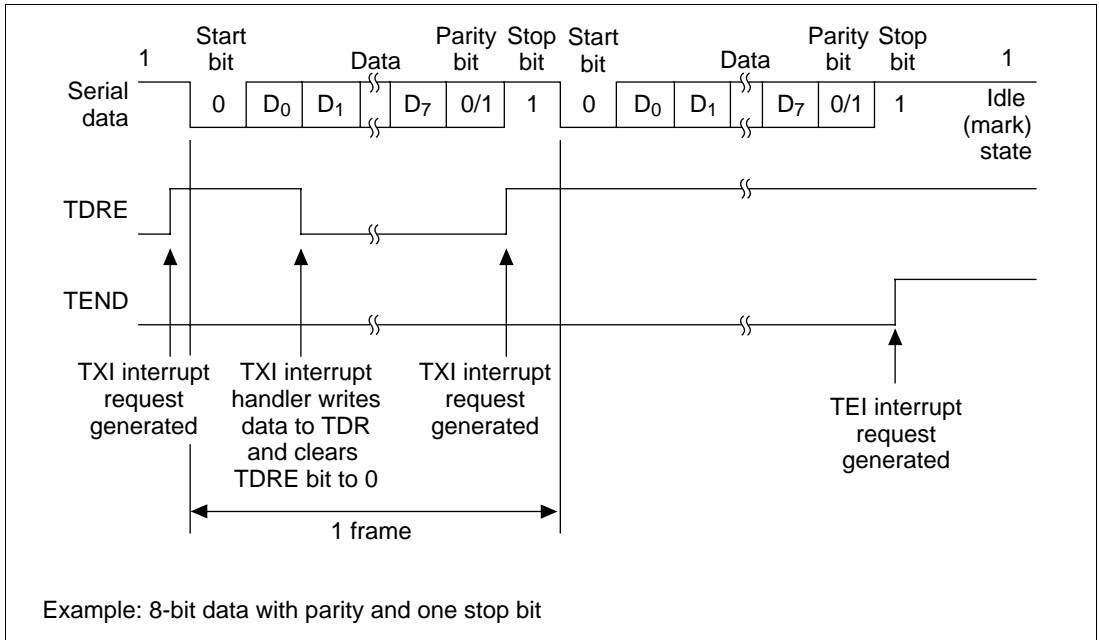 Start bit
Parity bit
Stop bit
Start bit
Parity bit
Stop bit
1
Data
Data
1
Serial data
0
D0
D1
D7
0/1
1
0
D0
D1
D7
0/1
1
Idle (mark) state
TDRE
TEND
TXI interrupt
request
generated
TXI interrupt
handler writes
data to TDR
and clears
TDRE bit to 0
TXI interrupt
request
generated
TEI interrupt
request
generated
1 frame
Example: 8-bit data with parity and one stop bit